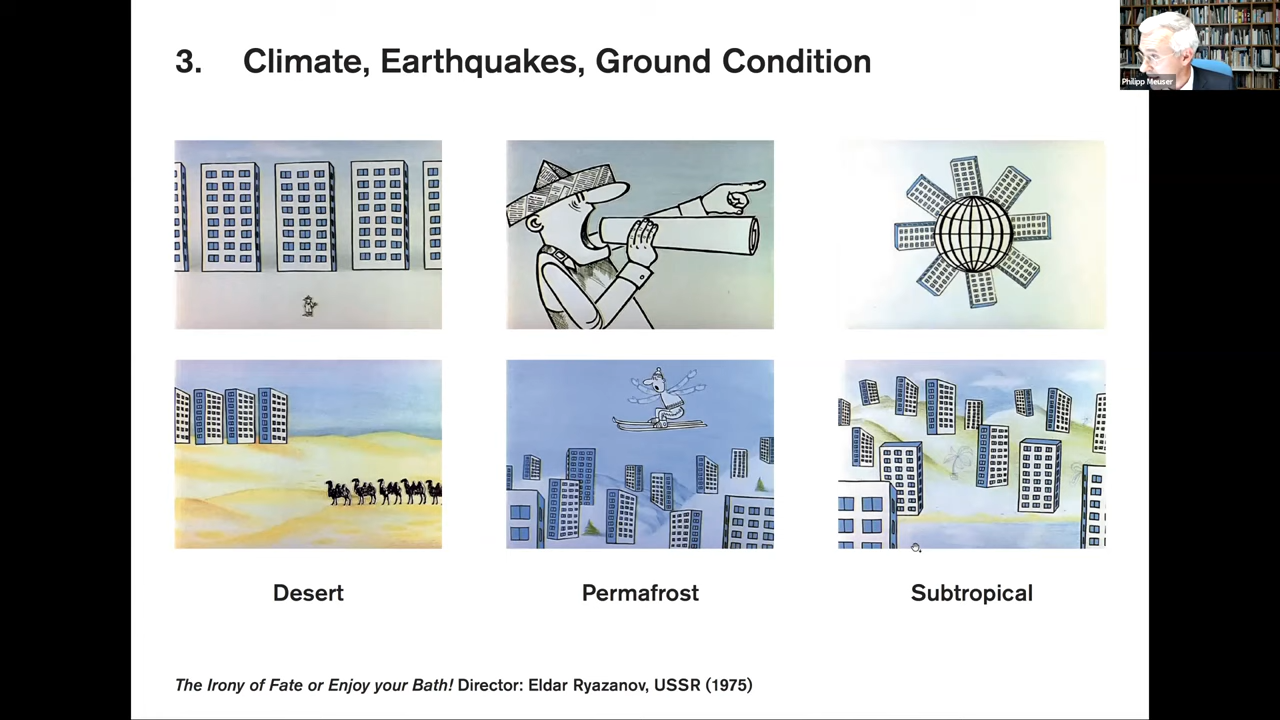 3. Climate, Earthquakes, Ground Condition
Philipp Meuser
Desert
Permafrost
Subtropical
The Irony of Fate or Enjoy your Bath! Director: Eldar Ryazanov, USSR (1975)